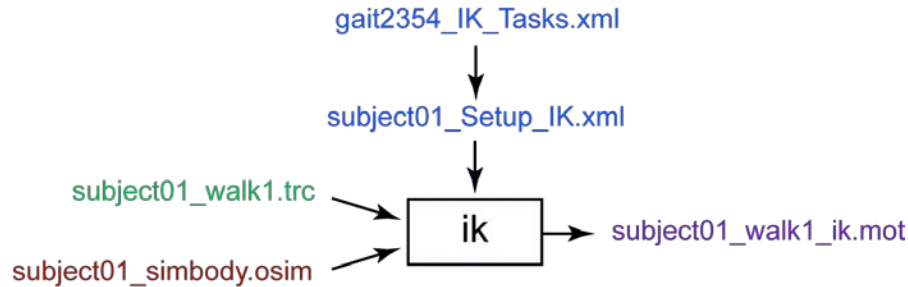 gait2354_IK_Tasks.xml
subject01_Setup_IK.xml
subject01_walk1.trc
ik
subject01_walk1_ik.mot
subject01_simbody.osim